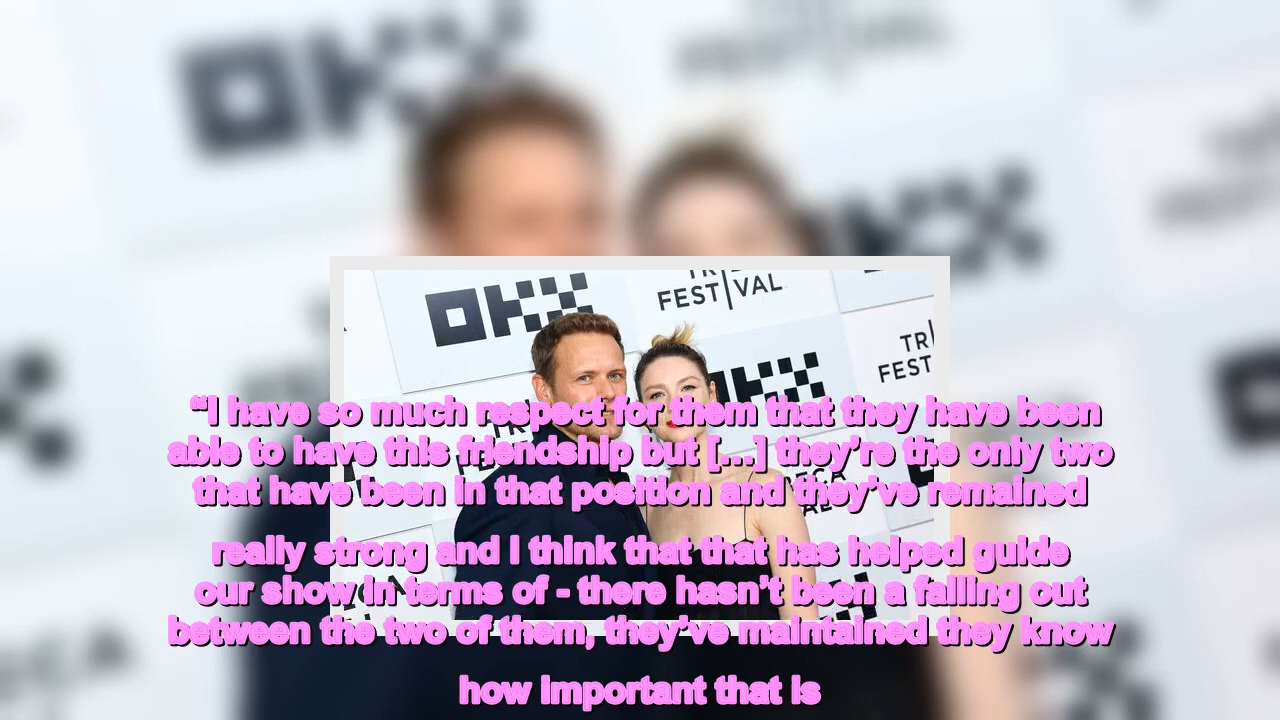 OKX
TRIBECA
FESTIVAL
FESTIVAL
OKX
TR
FEST
“I have so much respect for them that they have been
able to have this friendship but [...] they’re the only two
that have been in that position and they’ve remained
really strong and I think that that has helped guide
our show in terms of - there hasn’t been a falling out
between the two of them, they’ve maintained they know
how important that is